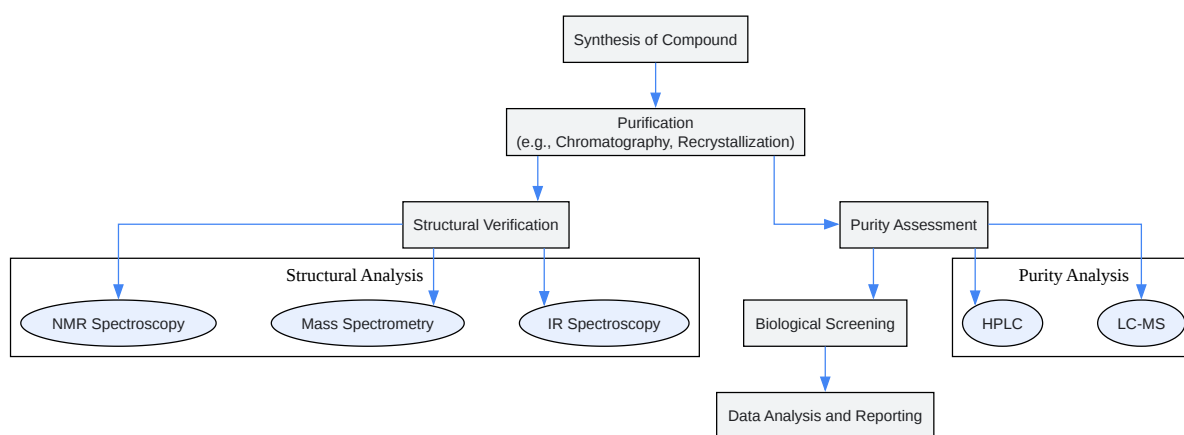 Synthesis of Compound
Purification
(e.g., Chromatography, Recrystallization)
Structural Verification
Purity Assessment
Structural Analysis
Purity Analysis
NMR Spectroscopy
Mass Spectrometry
IR Spectroscopy
Biological Screening
HPLC
LC-MS
Data Analysis and Reporting